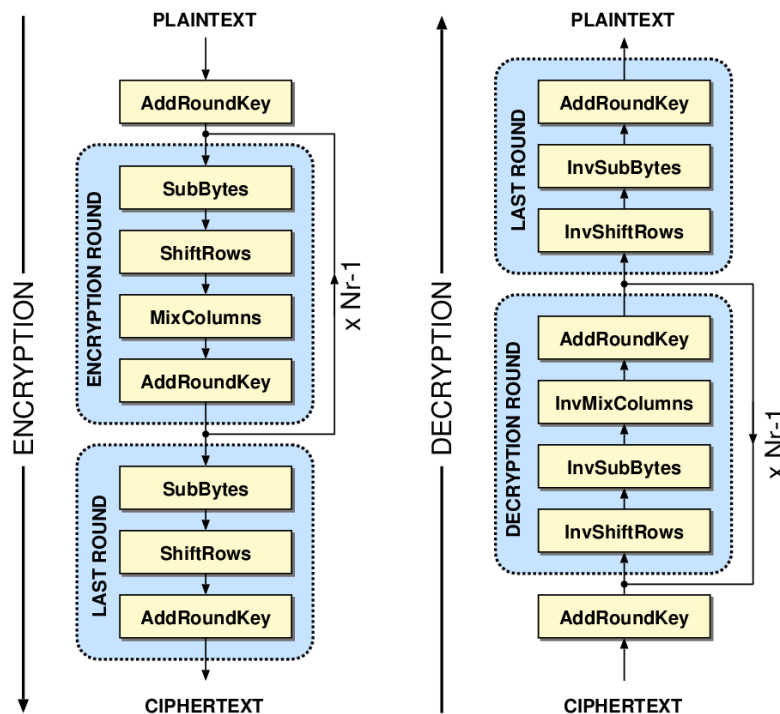 PLAINTEXT
AddRoundKey
SubBytes
ShiftRows
MixColumns
AddRoundKey
ENCRYPTION ROUND
x Nr-1
SubBytes
ShiftRows
AddRoundKey
LAST ROUND
CIPHERTEXT
ENCRYPTION
PLAINTEXT
AddRoundKey
InvSubBytes
InvShiftRows
LAST ROUND
AddRoundKey
InvMixColumns
InvSubBytes
InvShiftRows
DECRYPTION ROUND
x Nr-1
AddRoundKey
CIPHERTEXT
DECRYPTION